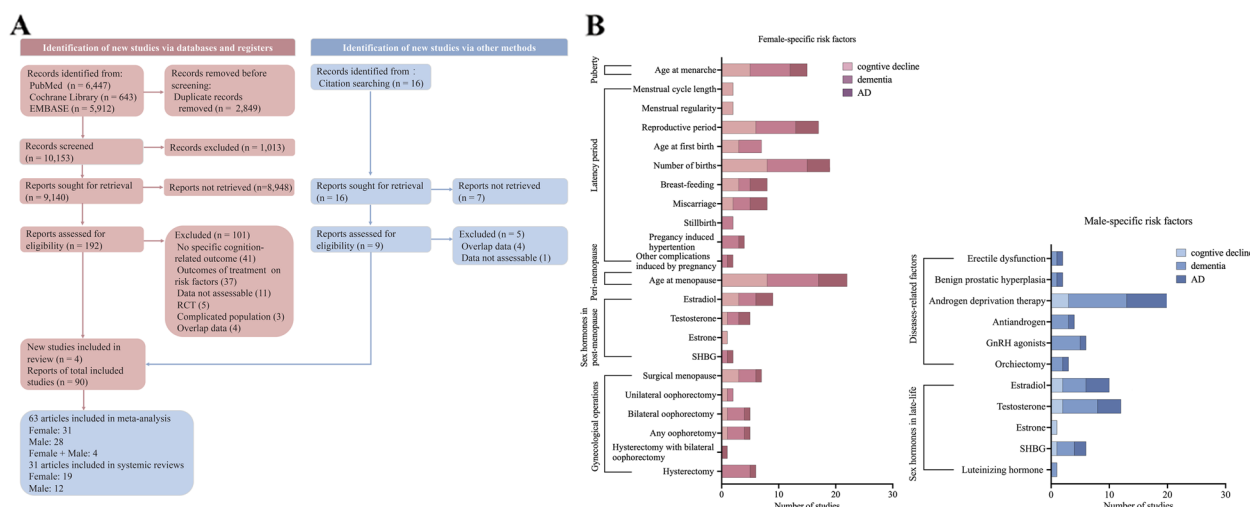 A
Identification of new studies via databases and registers
Identification of new studies via other methods
Records identified from:
PubMed (n = 6,447)
Cochrane Library (n = 643)
EMBASE (n = 5,912)
Records removed before
screening:
Duplicate records
removed (n = 2,849)
Records identified from :
Citation searching (n = 16)
Records screened
(n = 10,153)
Records excluded (n = 1,013)
Reports sought for retrieval
(n = 9,140)
Reports not retrieved (n=8,948)
Reports sought for retrieval
(n = 16)
Reports not retrieved
(n = 7)
Reports assessed for
eligibility (n = 192)
Excluded (n = 101)
No specific cognition-
related outcome (41)
Outcomes of treatment on
risk factors (37)
Data not assessable (11)
RCT (5)
Complicated population (3)
Overlap data (4)
Reports assessed for
eligibility (n = 9)
Excluded (n = 5)
Overlap data (4)
Data not assessable (1)
New studies included in
review (n = 4)
Reports of total included
studies (n = 90)
63 articles included in meta-analysis
Female: 31
Male: 28
Female + Male: 4
31 articles included in systemic reviews
Female: 19
Male: 12
B
Female-specific risk factors
cogntive decline
dementia
AD
Puberty
Age at menarche
Latency period
Menstrual cycle length
Menstrual regularity
Reproductive period
Age at first birth
Number of births
Breast-feeding
Miscarriage
Stillbirth
Pregancy induced
hypertention
Other complications
induced by pregnancy
Peri-menopause
Age at menopause
Sex hormones in
post-menopause
Estradiol
Testosterone
Estrone
SHBG
Gynecological operations
Surgical menopause
Unilateral oophorectomy
Bilateral oophorectomy
Any oophoretomy
Hysterectomy with bilateral
oophorectomy
Hysterectomy
0 10 20 30
Number of studies
Male-specific risk factors
cogntive decline
dementia
AD
Diseases-related factors
Erectile dysfunction
Benign prostatic hyperplasia
Androgen deprivation therapy
Antiandrogen
GnRH agonists
Orchiectomy
Sex hormones in late-life
Estradiol
Testosterone
Estrone
SHBG
Luteinizing hormone
0 10 20 30
Number of studies